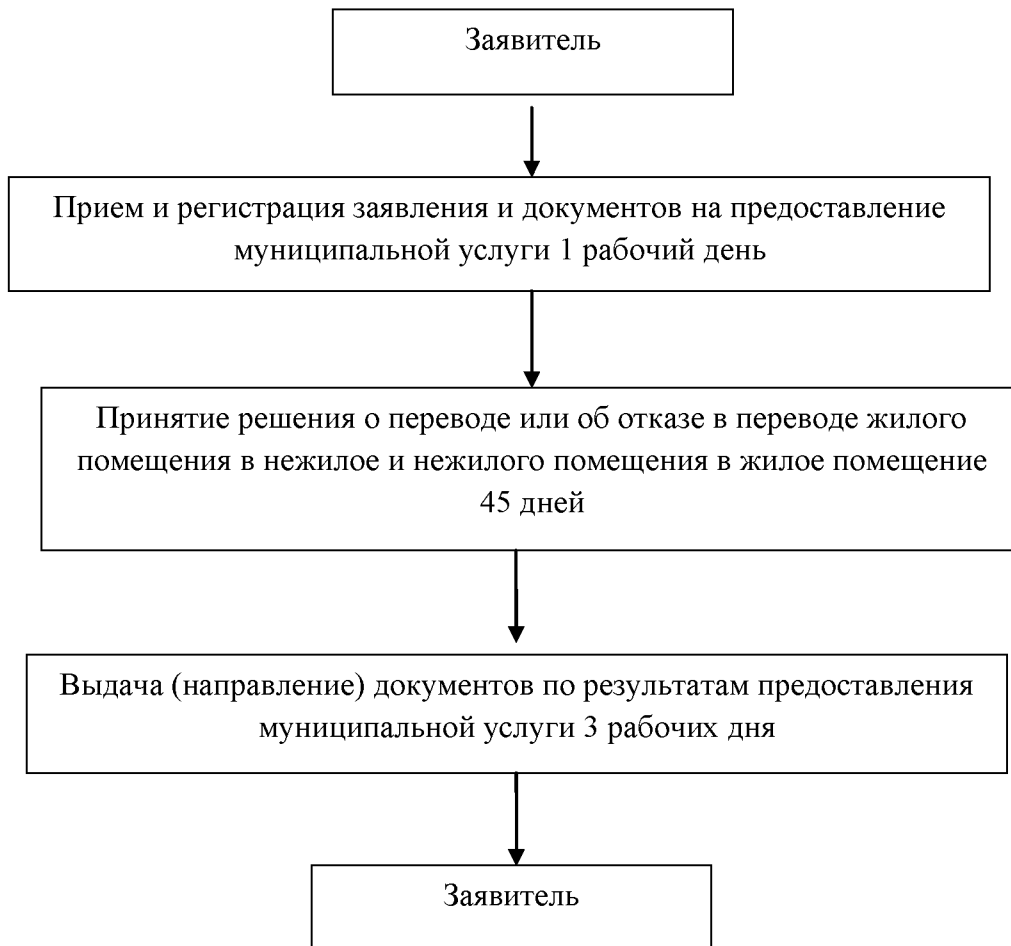 Заявитель
Прием и регистрация заявления и документов на предоставление
муниципальной услуги 1 рабочий день
Принятие решения о переводе или об отказе в переводе жилого
помещения в нежилое и нежилого помещения в жилое помещение
45 дней
Выдача (направление) документов по результатам предоставления
муниципальной услуги 3 рабочих дня
Заявитель